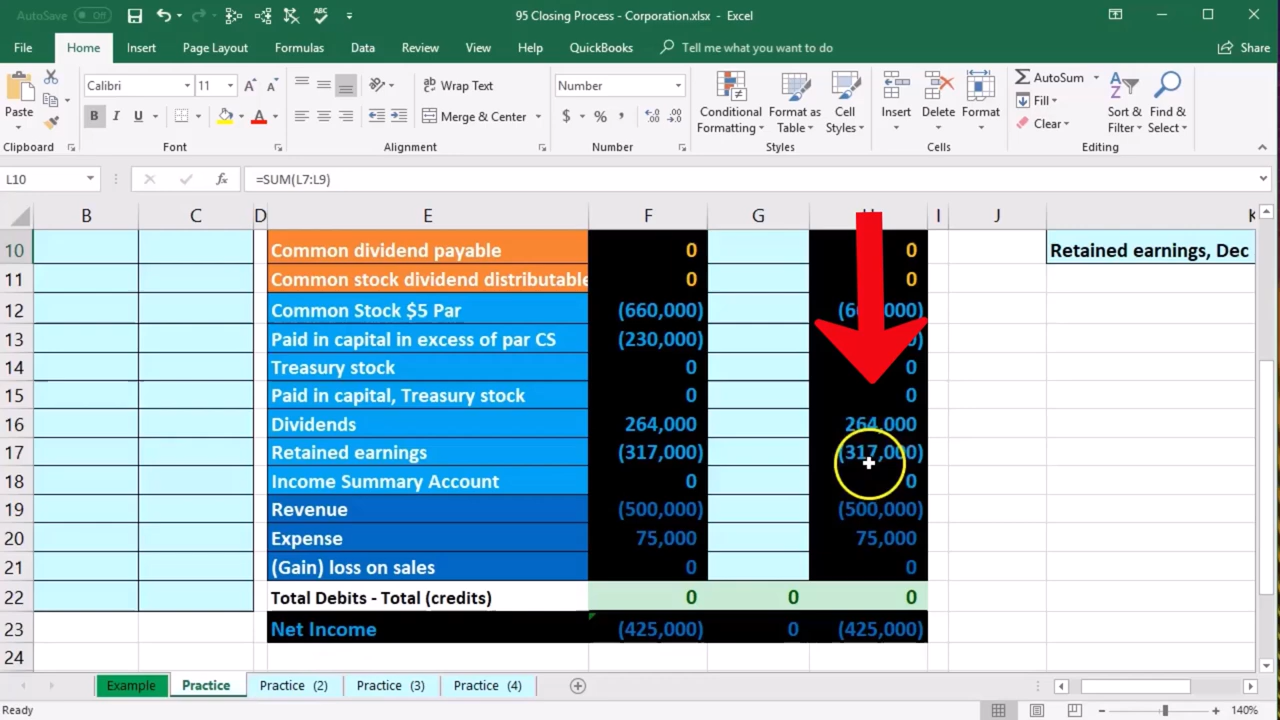 AutoSave Off 95 Closing Process - Corporation.xlsx - Excel
File Home Insert Page Layout Formulas Data Review View Help QuickBooks Tell me what you want to do Share
Calibri 11 Wrap Text Number AutoSum
Paste Merge & Center Conditional Formatting Format as Table Cell Styles Insert Delete Format Fill Clear Sort & Filter Find & Select
Clipboard Font Alignment Number Styles Cells Editing
L10 fx =SUM(L7:L9)
B C D E F G H I J K
10 Common dividend payable 0 0 Retained earnings, Dec
11 Common stock dividend distributable 0 0
12 Common Stock $5 Par (660,000)
13 Paid in capital in excess of par CS (230,000)
14 Treasury stock 0 0
15 Paid in capital, Treasury stock 0 0
16 Dividends 264,000 264,000
17 Retained earnings (317,000) (317,000)
18 Income Summary Account 0 0
19 Revenue (500,000) (500,000)
20 Expense 75,000 75,000
21 (Gain) loss on sales 0 0
22 Total Debits - Total (credits) 0 0 0
23 Net Income (425,000) 0 (425,000)
24
Example Practice Practice (2) Practice (3) Practice (4)
Ready 140%